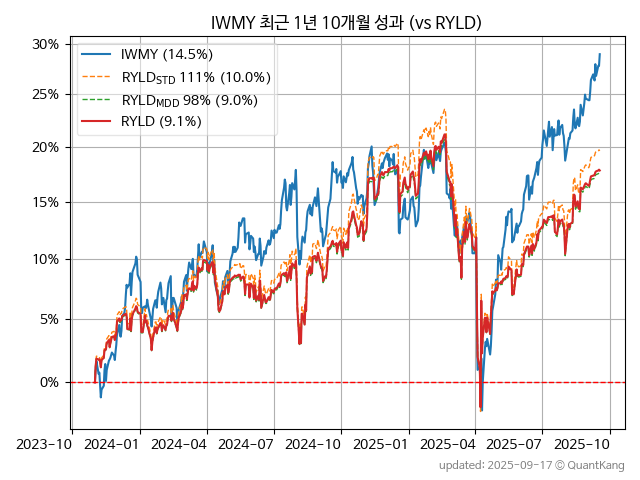 IWMY 최근 1년 10개월 성과 (vs RYLD)
IWMY (14.5%)
RYLD_STD 111% (10.0%)
RYLD_MDD 98% (9.0%)
RYLD (9.1%)
30%
25%
20%
15%
10%
5%
0%
2023-10 2024-01 2024-04 2024-07 2024-10 2025-01 2025-04 2025-07 2025-10
updated: 2025-09-17 © QuantKang